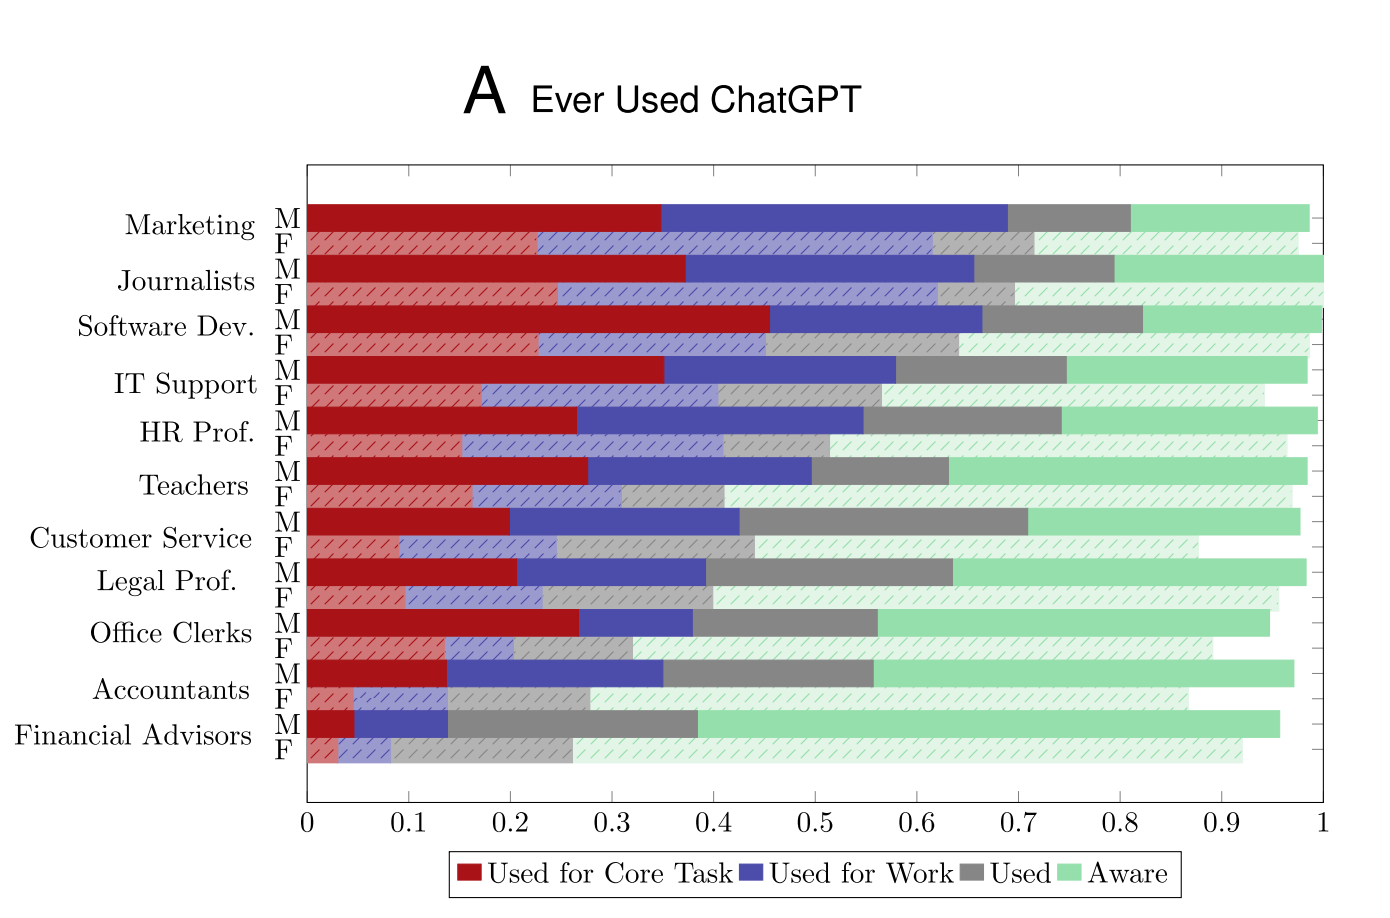 A Ever Used ChatGPT
Marketing M
F
Journalists M
F
Software Dev. M
F
IT Support M
F
HR Prof. M
F
Teachers M
F
Customer Service M
F
Legal Prof. M
F
Office Clerks M
F
Accountants M
F
Financial Advisors M
F
0 0.1 0.2 0.3 0.4 0.5 0.6 0.7 0.8 0.9 1
Used for Core Task Used for Work Used Aware